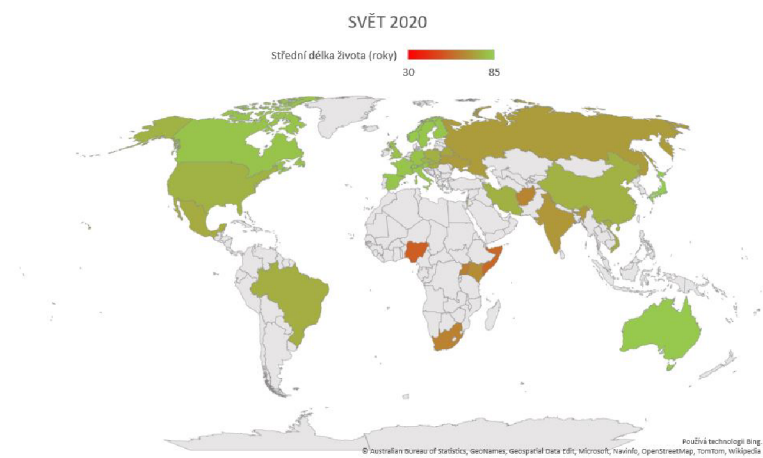 SVĚT 2020
Střední délka života (roky)
30 85
Používá technologii Bing.
© Australian Bureau of Statistics, GeoNames, Geospatial Data Edit, Microsoft, Navinfo, OpenStreetMap, TomTom, Wikipedia